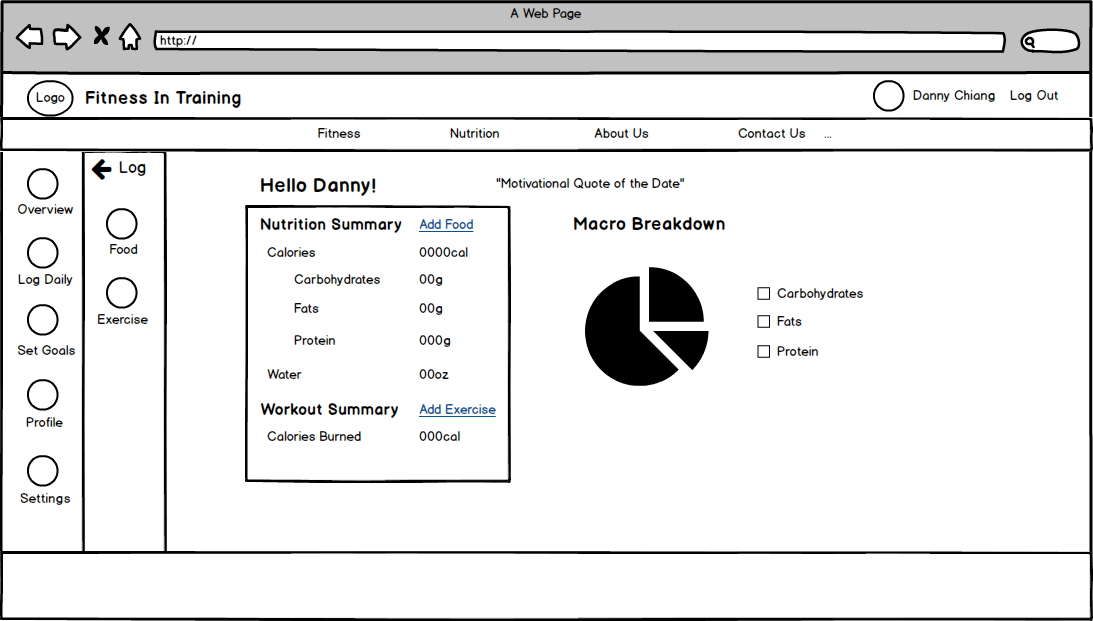 A Web Page
http://
Logo
Fitness In Training
Danny Chiang
Log Out
Fitness
Nutrition
About Us
Contact Us
...
Overview
Log Daily
Set Goals
Profile
Settings
Log
Food
Exercise
Hello Danny!
"Motivational Quote of the Date"
Nutrition Summary Add Food
Calories 0000cal
Carbohydrates 00g
Fats 00g
Protein 000g
Water 00oz
Workout Summary Add Exercise
Calories Burned 000cal
Macro Breakdown
Carbohydrates
Fats
Protein